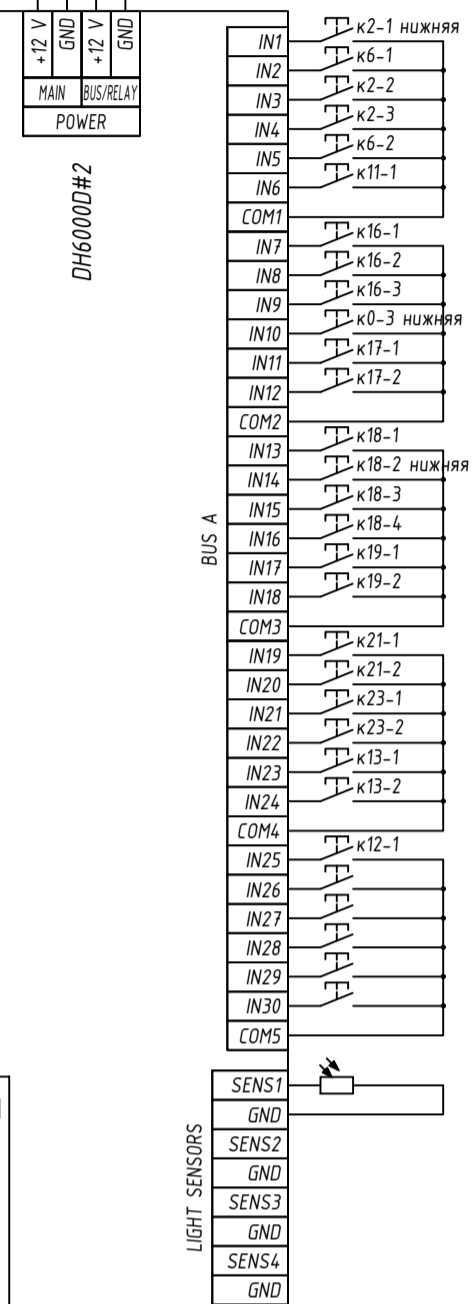 +12 V GND +12 V GND
MAIN BUS/RELAY
POWER
DH6000D#2
BUS A
IN1 к2-1 нижняя
IN2 к6-1
IN3 к2-2
IN4 к2-3
IN5 к6-2
IN6 к11-1
COM1
IN7 к16-1
IN8 к16-2
IN9 к16-3
IN10 к0-3 нижняя
IN11 к17-1
IN12 к17-2
COM2
IN13 к18-1
IN14 к18-2 нижняя
IN15 к18-3
IN16 к18-4
IN17 к19-1
IN18 к19-2
COM3
IN19 к21-1
IN20 к21-2
IN21 к23-1
IN22 к23-2
IN23 к13-1
IN24 к13-2
COM4
IN25 к12-1
IN26
IN27
IN28
IN29
IN30
COM5
LIGHT SENSORS
SENS1
GND
SENS2
GND
SENS3
GND
SENS4
GND